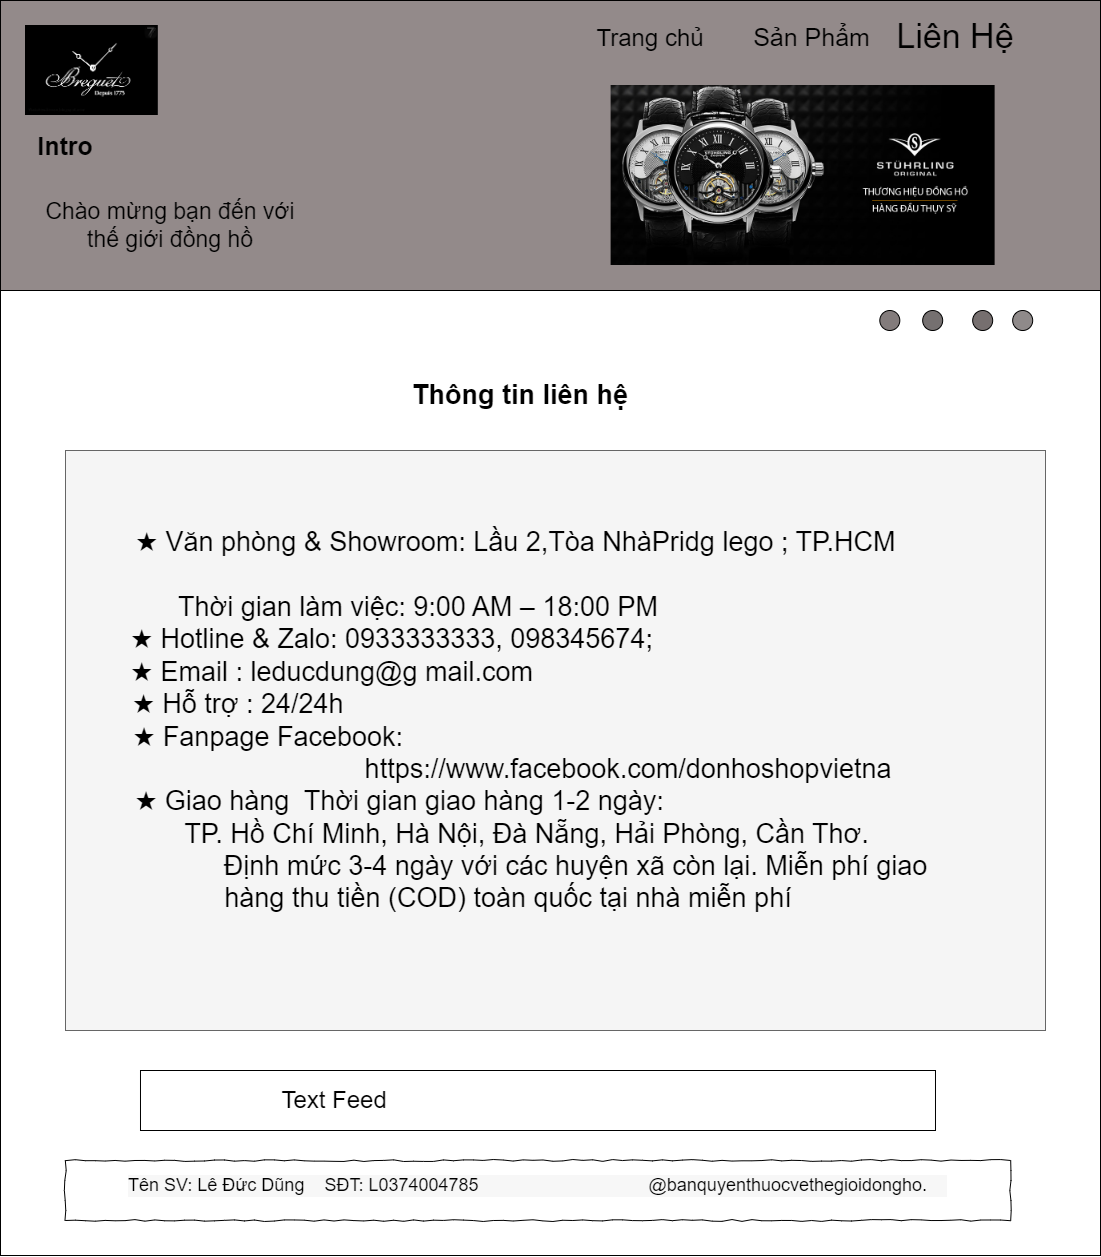 7
Breguet
Depuis 1775
Trang chủ
Sản Phẩm
Liên Hệ
Intro
Chào mừng bạn đến với
thế giới đồng hồ
STÜHRLING
STÜHRLING
ORIGINAL
THƯƠNG HIỆU ĐỒNG HỒ
HÀNG ĐẦU THỤY SỸ
Thông tin liên hệ
★ Văn phòng & Showroom: Lầu 2,Tòa NhàPridg lego ; TP.HCM
Thời gian làm việc: 9:00 AM – 18:00 PM
★ Hotline & Zalo: 0933333333, 098345674;
★ Email : leducdung@g mail.com
★ Hỗ trợ : 24/24h
★ Fanpage Facebook:
https://www.facebook.com/donhoshopvietna
★ Giao hàng  Thời gian giao hàng 1-2 ngày:
TP. Hồ Chí Minh, Hà Nội, Đà Nẵng, Hải Phòng, Cần Thơ.
Định mức 3-4 ngày với các huyện xã còn lại. Miễn phí giao
hàng thu tiền (COD) toàn quốc tại nhà miễn phí
Text Feed
Tên SV: Lê Đức Dũng    SĐT: L0374004785    @banquyenthuocvethegioidongho.